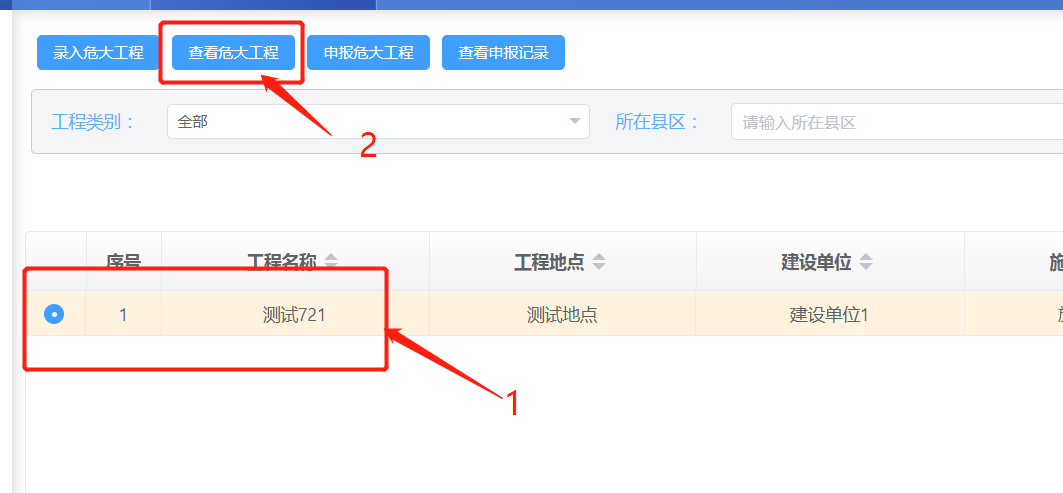 录入危大工程 查看危大工程 申报危大工程 查看申报记录
2
工程类别： 全部 所在县区： 请输入所在县区
序号 工程名称 工程地点 建设单位
1 测试721 测试地点 建设单位1
1